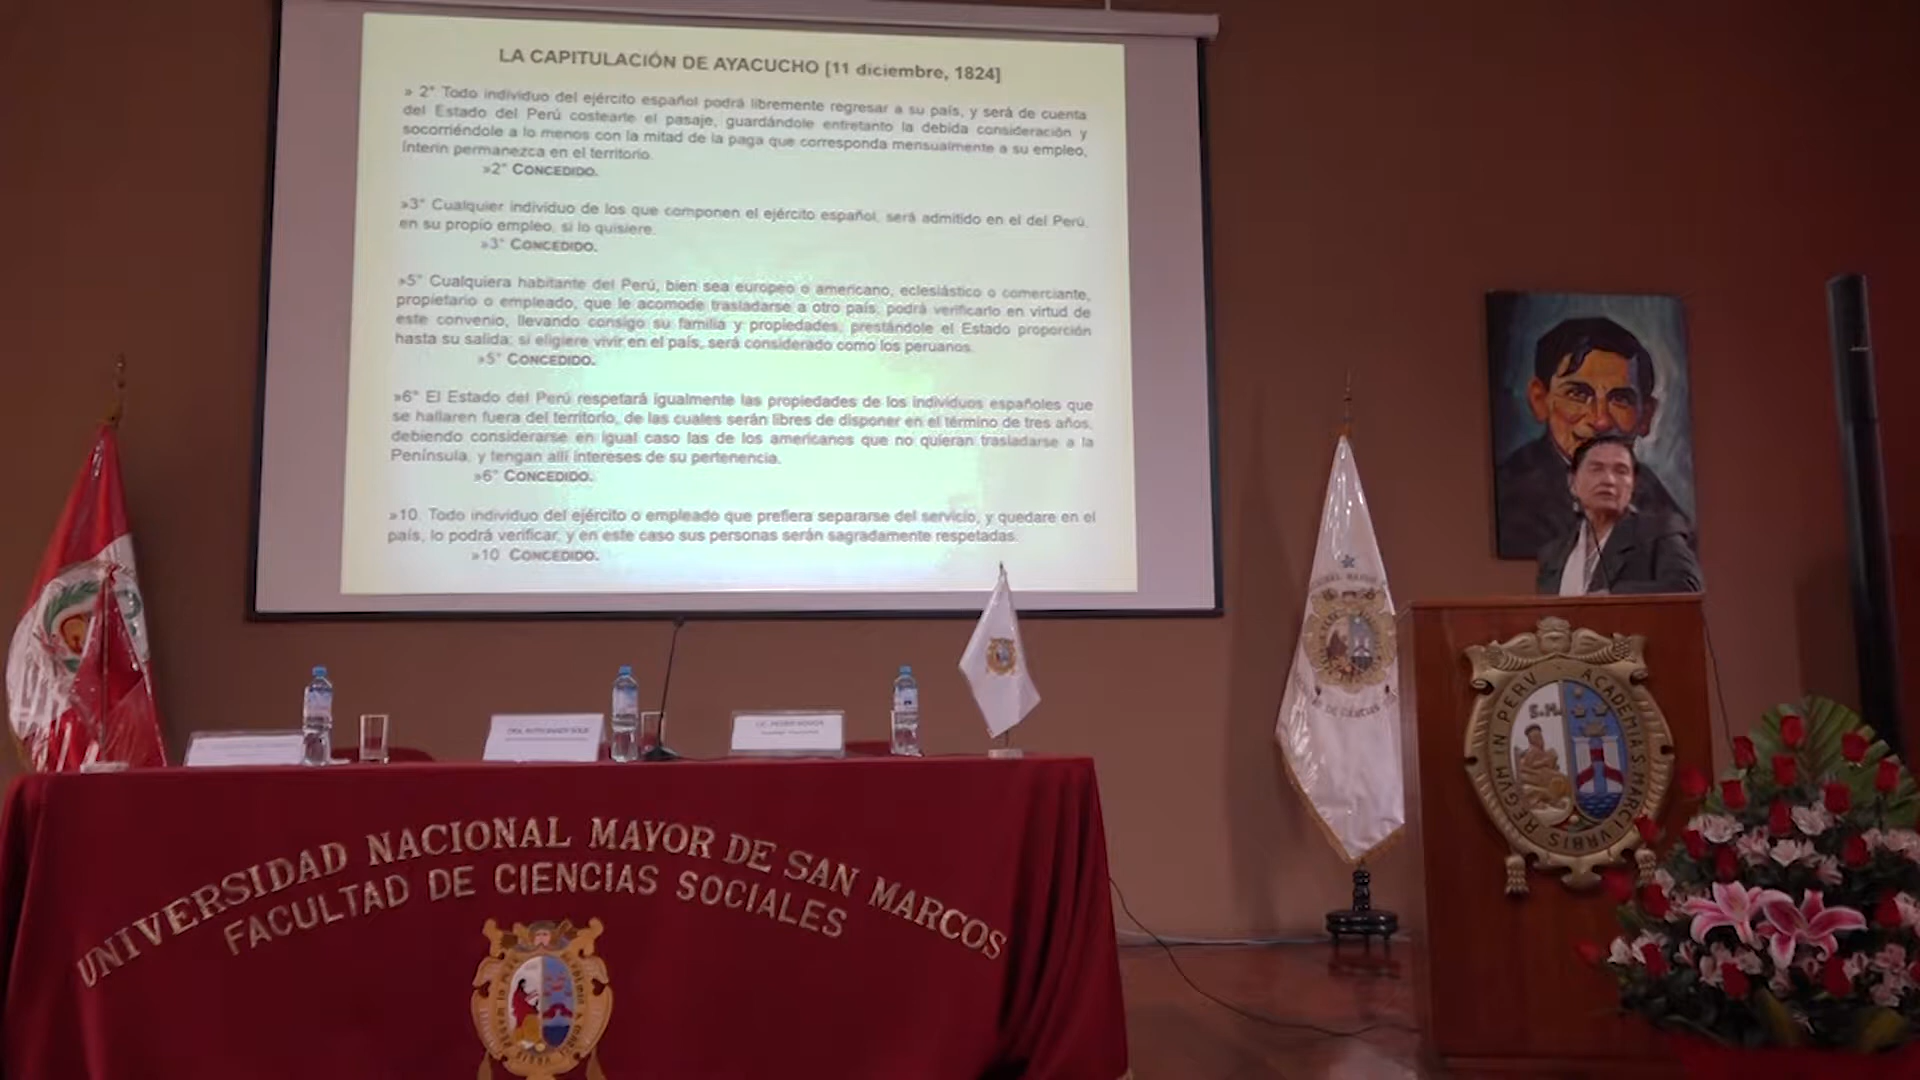 LA CAPITULACIÓN DE AYACUCHO [11 diciembre, 1824]
» 2° Todo individuo del ejército español podrá libremente regresar a su país, y será de cuenta
del Estado del Perú costearle el pasaje, guardándole entretanto la debida consideración y
socorriéndole a lo menos con la mitad de la paga que corresponda mensualmente a su empleo,
ínterin permanezca en el territorio.
»2° CONCEDIDO.
»3° Cualquier individuo de los que componen el ejército español, será admitido en el del Perú,
en su propio empleo, si lo quisiere.
»3° CONCEDIDO.
»5° Cualquiera habitante del Perú, bien sea europeo o americano, eclesiástico o comerciante,
propietario o empleado, que le acomode trasladarse a otro país, podrá verificarlo en virtud de
este convenio, llevando consigo su familia y propiedades, prestándole el Estado proporción
hasta su salida; si eligiere vivir en el país, será considerado como los peruanos.
»5° CONCEDIDO.
»6° El Estado del Perú respetará igualmente las propiedades de los individuos españoles que
se hallaren fuera del territorio, de las cuales serán libres de disponer en el término de tres años,
debiendo considerarse en igual caso las de los americanos que no quieran trasladarse a la
Península, y tengan allí intereses de su pertenencia.
»6° CONCEDIDO.
»10. Todo individuo del ejército o empleado que prefiera separarse del servicio, y quedare en el
país, lo podrá verificar, y en este caso sus personas serán sagradamente respetadas.
»10 CONCEDIDO.
UNIVERSIDAD NACIONAL MAYOR DE SAN MARCOS
FACULTAD DE CIENCIAS SOCIALES
ACADEMIA S. MARCI VRBIS REGVM IN PERV